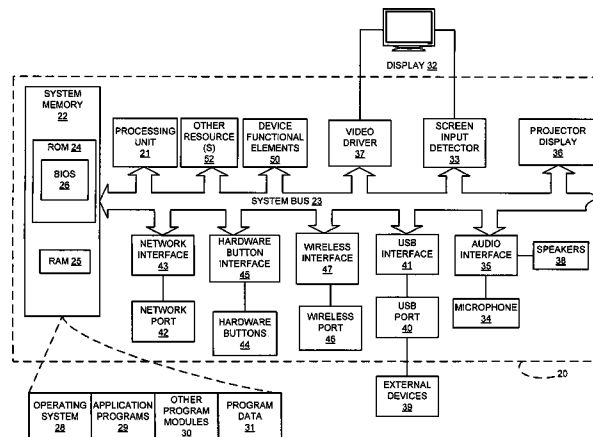 DISPLAY 32
SYSTEM
MEMORY
22
ROM 24
BIOS
26
RAM 25
PROCESSING
UNIT
21
OTHER
RESOURCE
(S) 52
DEVICE
FUNCTIONAL
ELEMENTS
50
VIDEO
DRIVER
37
SCREEN
INPUT
DETECTOR
33
PROJECTOR
DISPLAY
36
SYSTEM BUS 23
NETWORK
INTERFACE
43
HARDWARE
BUTTON
INTERFACE
45
WIRELESS
INTERFACE
47
USB
INTERFACE
41
AUDIO
INTERFACE
35
SPEAKERS
38
NETWORK
PORT
42
HARDWARE
BUTTONS
44
WIRELESS
PORT
46
USB
PORT
40
MICROPHONE
34
20
EXTERNAL
DEVICES
39
OPERATING
SYSTEM
28
APPLICATION
PROGRAMS
29
OTHER
PROGRAM
MODULES
30
PROGRAM
DATA
31